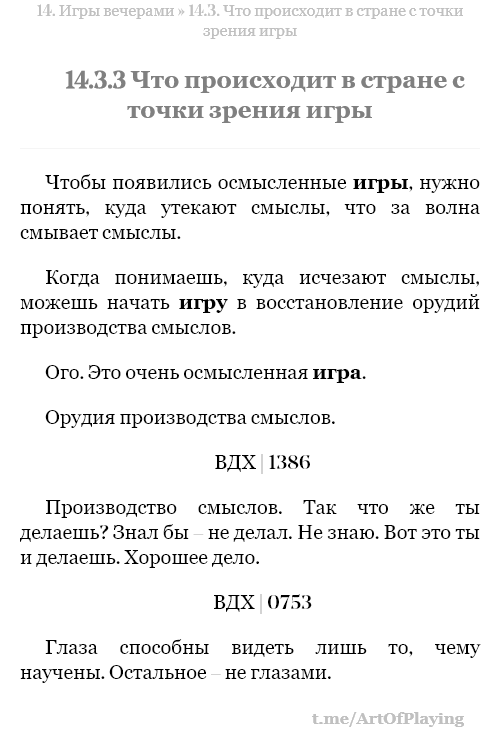 14. Игры вечерами » 14.3. Что происходит в стране с точки
зрения игры
14.3.3 Что происходит в стране с
точки зрения игры
Чтобы появились осмысленные игры, нужно
понять, куда утекают смыслы, что за волна
смывает смыслы.
Когда понимаешь, куда исчезают смыслы,
можешь начать игру в восстановление орудий
производства смыслов.
Ого. Это очень осмысленная игра.
Орудия производства смыслов.
ВДХ | 1386
Производство смыслов. Так что же ты
делаешь? Знал бы – не делал. Не знаю. Вот это ты
и делаешь. Хорошее дело.
ВДХ | 0753
Глаза способны видеть лишь то, чему
научены. Остальное – не глазами.
t.me/ArtOfPlaying